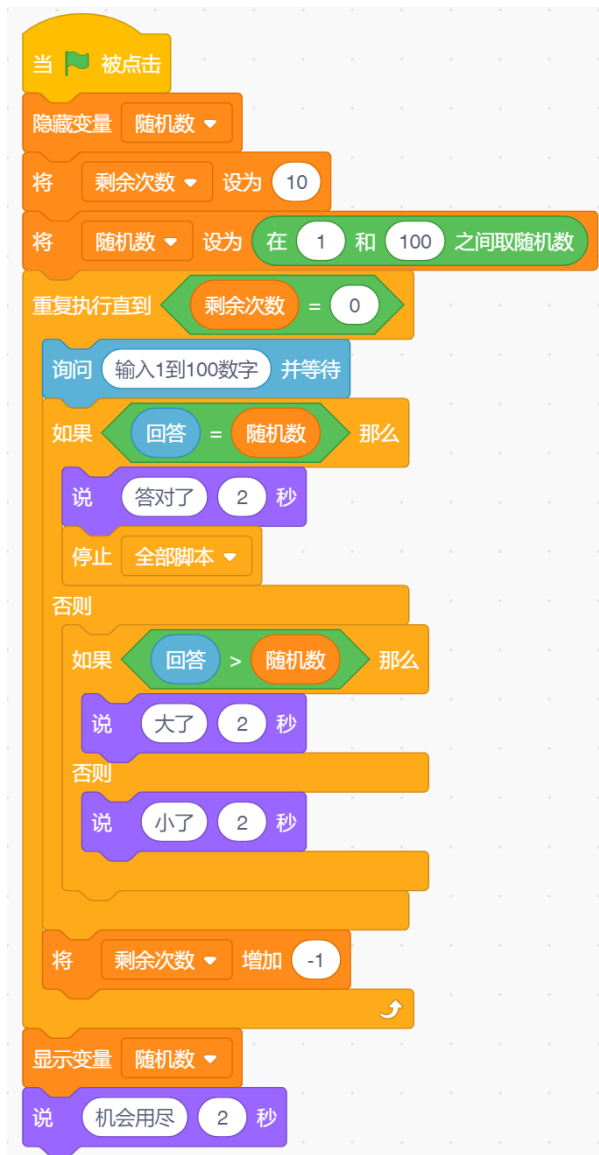 当 被点击
隐藏变量 随机数
将 剩余次数 设为 10
将 随机数 设为 在 1 和 100 之间取随机数
重复执行直到 剩余次数 = 0
询问 输入1到100数字 并等待
如果 回答 = 随机数 那么
说 答对了 2 秒
停止 全部脚本
否则
如果 回答 > 随机数 那么
说 大了 2 秒
否则
说 小了 2 秒
将 剩余次数 增加 -1
显示变量 随机数
说 机会用尽 2 秒